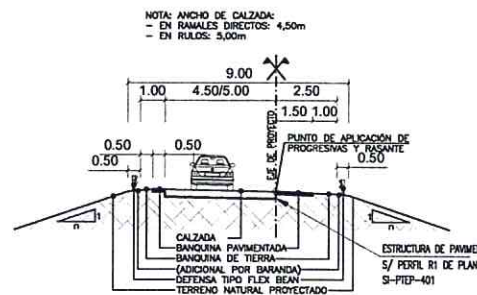 NOTA: ANCHO DE CALZADA:
- EN RAMALES DIRECTOS: 4,50m
- EN RULOS: 5,00m
9.00
1.00 4.50/5.00 2.50
1.50 1.00
EJE DE PROYECTO
PUNTO DE APLICACIÓN DE
PROGRESIVAS Y RASANTE
0.50 0.50
0.50 0.50
1
n
1
n
CALZADA
BANQUINA PAVIMENTADA
BANQUINA DE TIERRA
(ADICIONAL POR BARANDA)
DEFENSA TIPO FLEX BEAN
TERRENO NATURAL PROYECTADO
ESTRUCTURA DE PAVIME
S/ PERFIL R1 DE PLAN
SI-PTEP-401